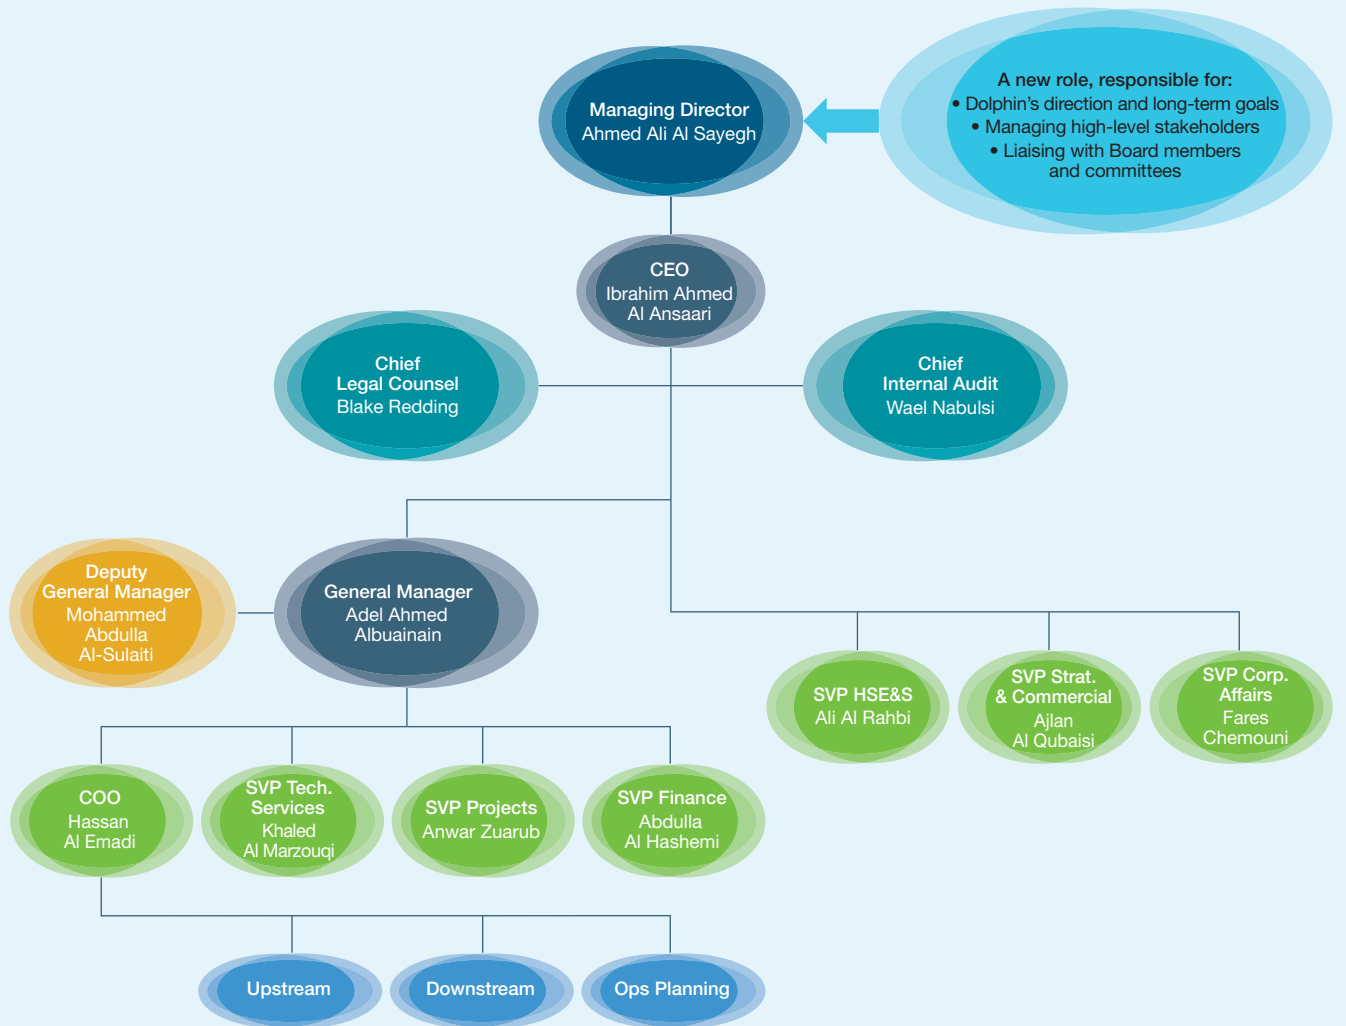 Managing Director
Ahmed Ali Al Sayegh
A new role, responsible for:
• Dolphin's direction and long-term goals
• Managing high-level stakeholders
• Liaising with Board members
and committees
CEO
Ibrahim Ahmed
Al Ansaari
Chief
Legal Counsel
Blake Redding
Chief
Internal Audit
Wael Nabulsi
Deputy
General Manager
Mohammed
Abdulla
Al-Sulaiti
General Manager
Adel Ahmed
Albuainain
SVP HSE&S
Ali Al Rahbi
SVP Strat.
& Commercial
Ajlan
Al Qubaisi
SVP Corp.
Affairs
Fares
Chemouni
COO
Hassan
Al Emadi
SVP Tech.
Services
Khaled
Al Marzouqi
SVP Projects
Anwar Zuarub
SVP Finance
Abdulla
Al Hashemi
Upstream
Downstream
Ops Planning